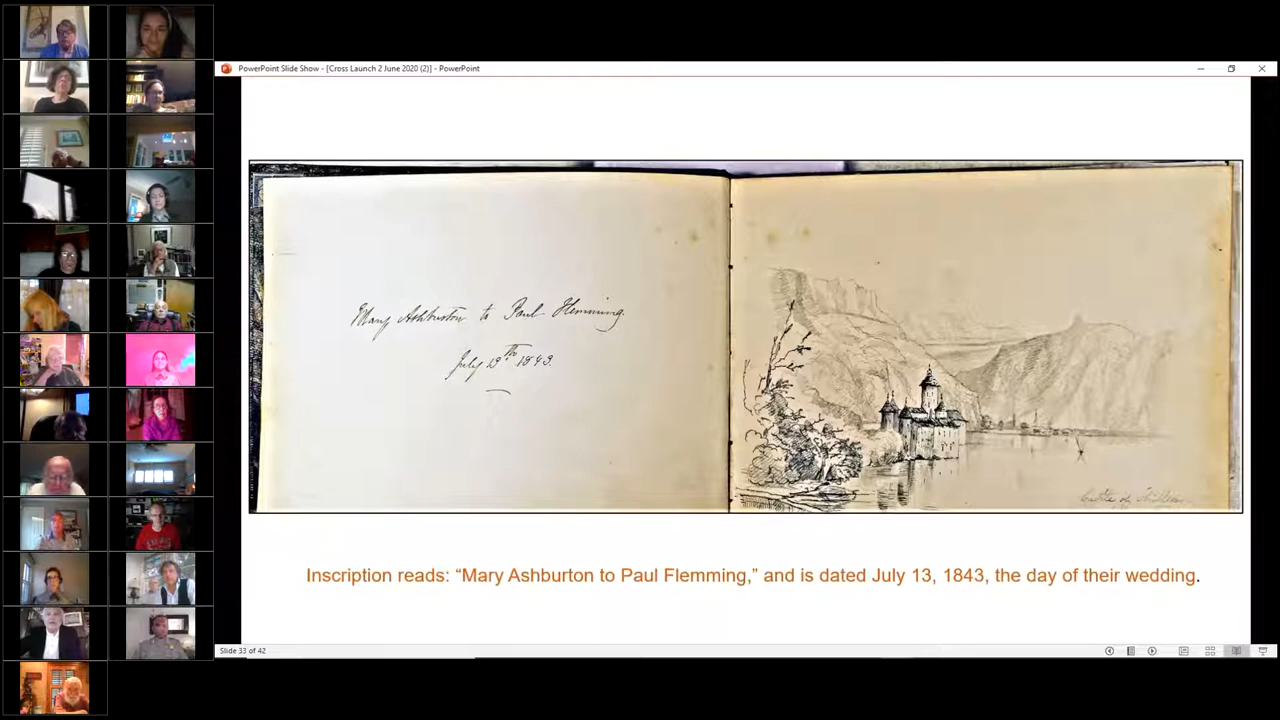 PowerPoint Slide Show - [Cross Launch 2 June 2020 (2)] - PowerPoint
Mary Ashburton to Paul Flemming.
July 13th 1843.
Castle of Chillon
Inscription reads: “Mary Ashburton to Paul Flemming,” and is dated July 13, 1843, the day of their wedding.
Slide 33 of 42